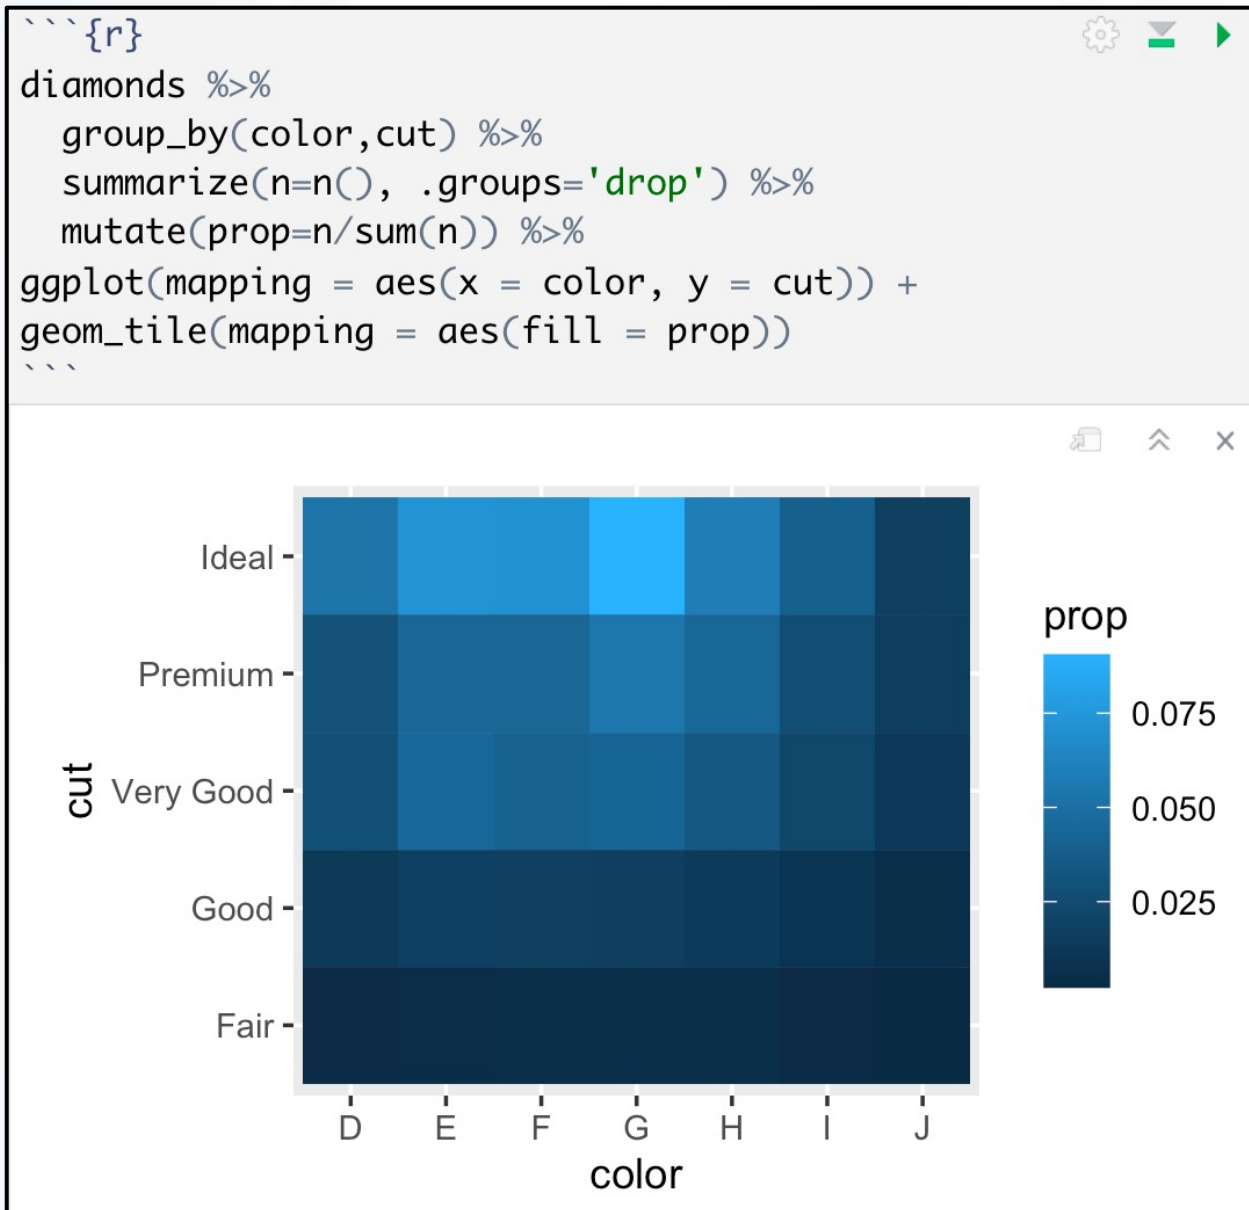 ```{r}
diamonds %>%
  group_by(color,cut) %>%
  summarize(n=n(), .groups='drop') %>%
  mutate(prop=n/sum(n)) %>%
ggplot(mapping = aes(x = color, y = cut)) +
geom_tile(mapping = aes(fill = prop))
```
cut
Ideal
Premium
Very Good
Good
Fair
D E F G H I J
color
prop
0.075
0.050
0.025